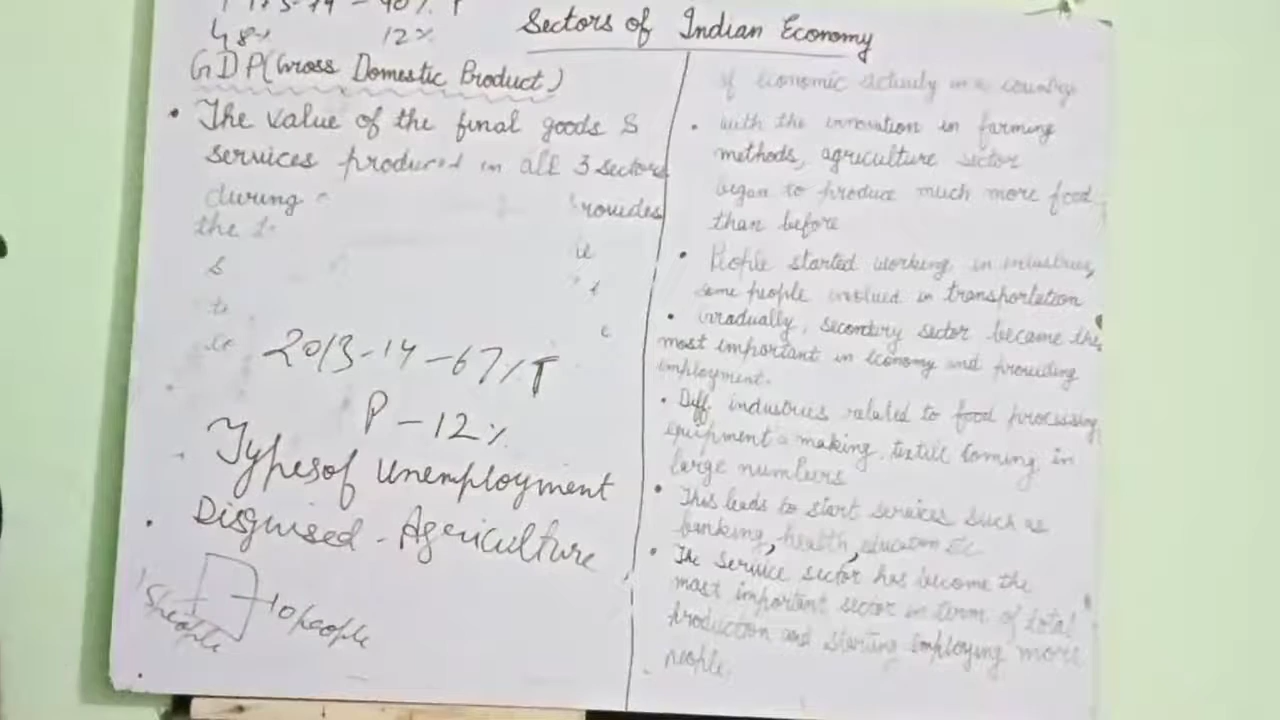 Sectors of Indian Economy
48% 12%
GDP (Gross Domestic Product)
• The value of the final goods &
services produced in all 3 sectors
during
rovides
the
2013-14-67% T
P - 12%
Types of Unemployment
Disguised - Agriculture
15 people
10 people
of economic activity in a country
• with the innovation in farming
methods, agriculture sector
began to produce much more food
than before
• People started working in industries,
some people involved in transportation
• Gradually, secondary sector became the
most important in economy and providing
employment.
• Diff industries related to food processing,
equipment making, textile coming in
large numbers
• This leads to start services such as
banking, health, education etc
• The service sector has become the
most important sector in term of total
production and starting employing more
people.